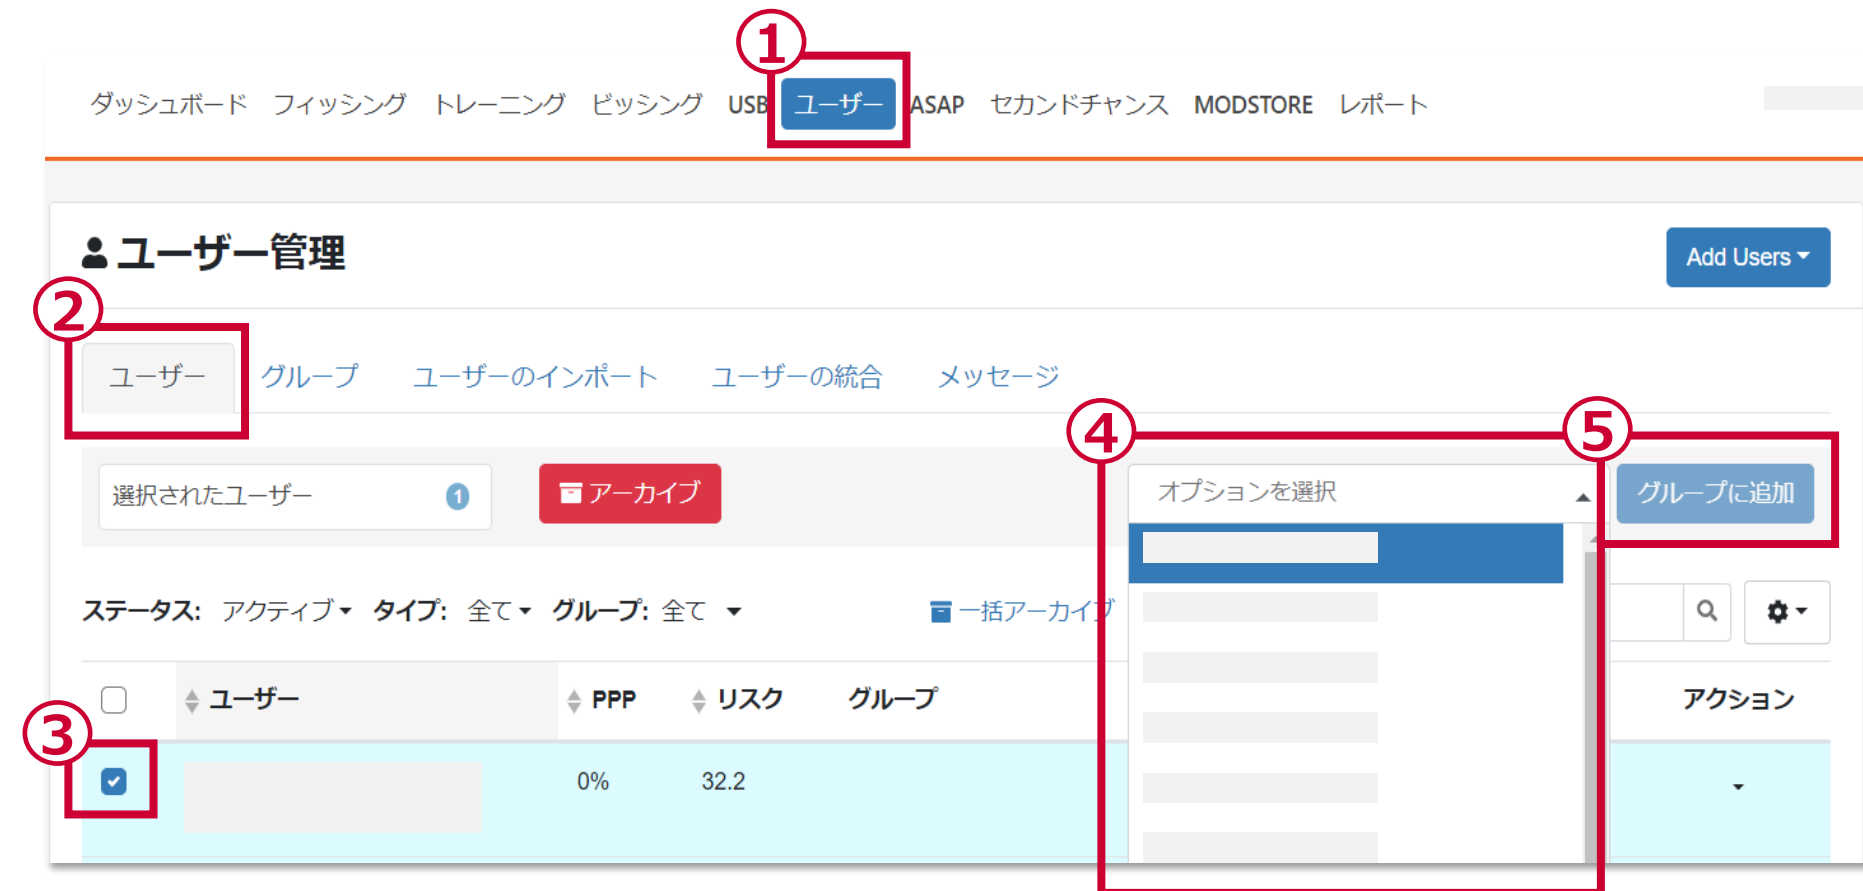 ①
ダッシュボード フィッシング トレーニング ビッシング USB ユーザー ASAP セカンドチャンス MODSTORE レポート
ユーザー管理
Add Users
②
ユーザー グループ ユーザーのインポート ユーザーの統合 メッセージ
④ ⑤
選択されたユーザー 1 アーカイブ オプションを選択 グループに追加
ステータス: アクティブ タイプ: 全て グループ: 全て 一括アーカイブ
ユーザー PPP リスク グループ アクション
③
0% 32.2